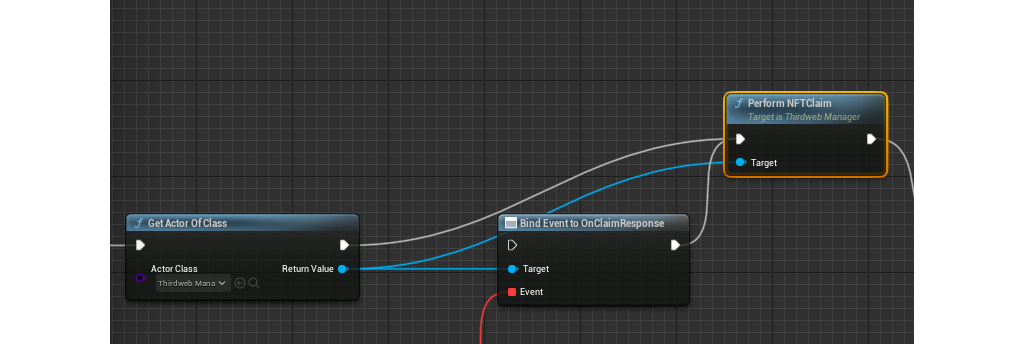 Perform NFTClaim
Target is Thirdweb Manager
Target
Get Actor Of Class
Actor Class
Thirdweb Mana
Return Value
Bind Event to OnClaimResponse
Target
Event